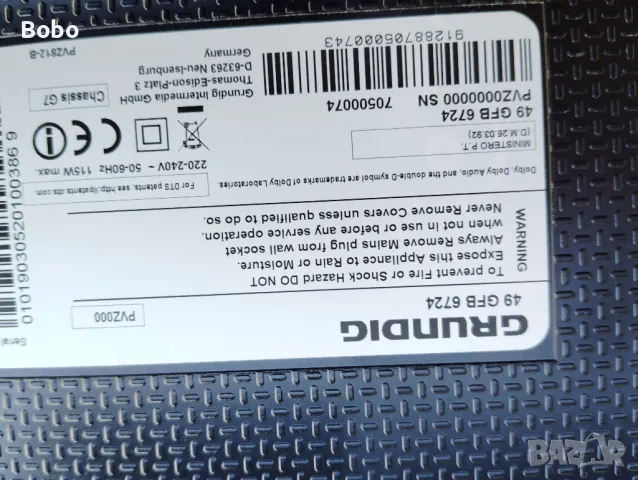 Bobo
GRUNDIG
49 GFB 6724
PVZ000
WARNING
To prevent Fire or Shock Hazard DO NOT
Expose this Appliance to Rain or Moisture.
Always Remove Mains plug from wall socket
when not in use or before any service operation.
Never Remove Covers unless qualified to do so.
Serial
010190305201003869
For DTS patents, see http://patents.dts.com.
Dolby, Dolby Audio, and the double-D symbol are trademarks of Dolby Laboratories.
220-240V ~ 50-60Hz 115W max.
MINISTERO P.T.
(D.M.26.03.92)
49 GFB 6724
PVZ0000000 SN
70500074
CE
Chassis G7
Grundig Intermedia GmbH
Thomas-Edison-Platz 3
D-63263 Neu-Isenburg
Germany
91288705000743
PVZ812-B
BAZAR